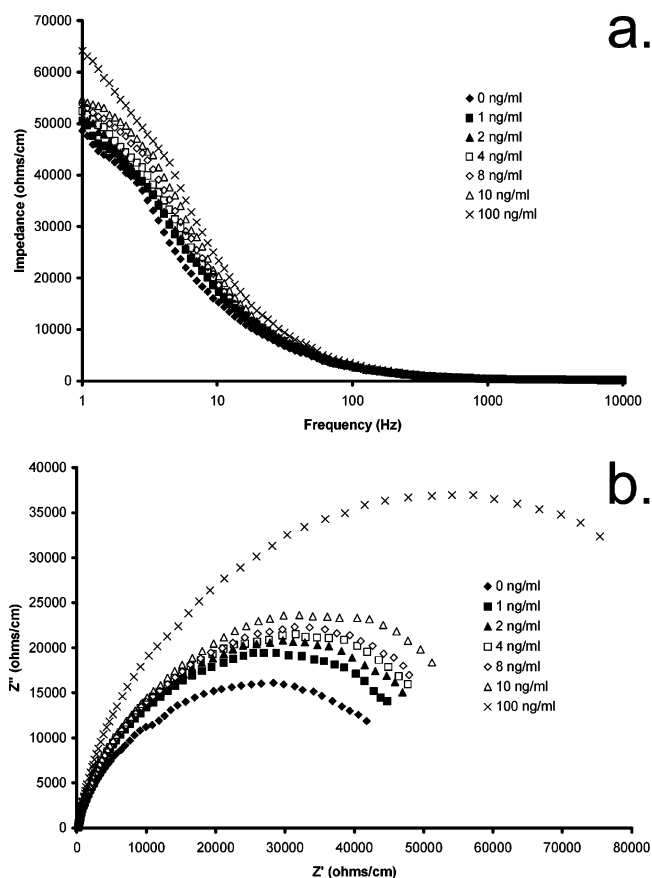 a.
70000
60000
50000
40000
30000
20000
10000
0
Impedance (ohms/cm)
0 ng/ml
1 ng/ml
2 ng/ml
4 ng/ml
8 ng/ml
10 ng/ml
100 ng/ml
1 10 100 1000 10000
Frequency (Hz)
b.
40000
35000
30000
25000
20000
15000
10000
5000
0
Z'' (ohms/cm)
0 ng/ml
1 ng/ml
2 ng/ml
4 ng/ml
8 ng/ml
10 ng/ml
100 ng/ml
0 10000 20000 30000 40000 50000 60000 70000 80000
Z' (ohms/cm)